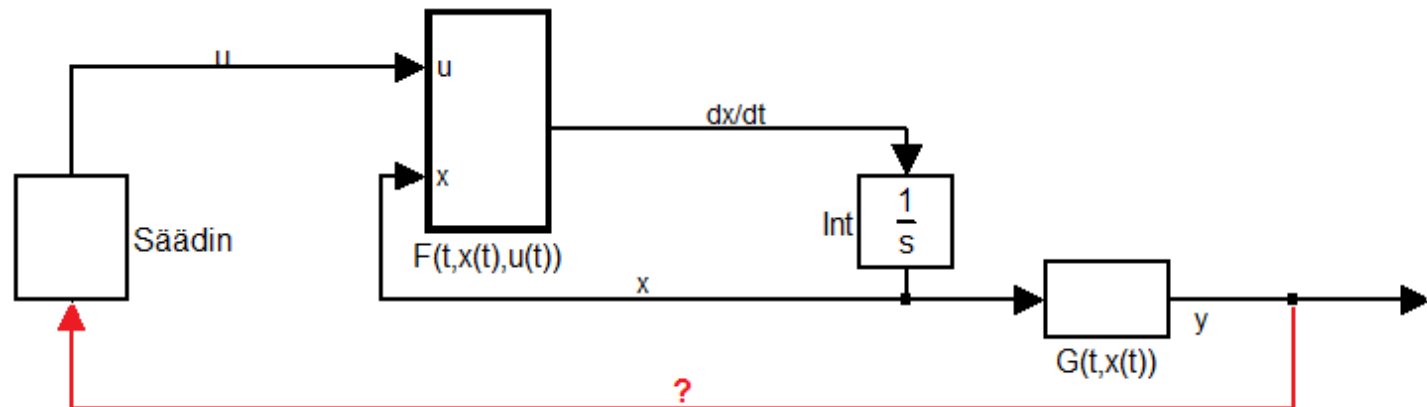 u
u
dx/dt
x
1
s
Int
Säädin
F(t,x(t),u(t))
x
y
G(t,x(t))
?